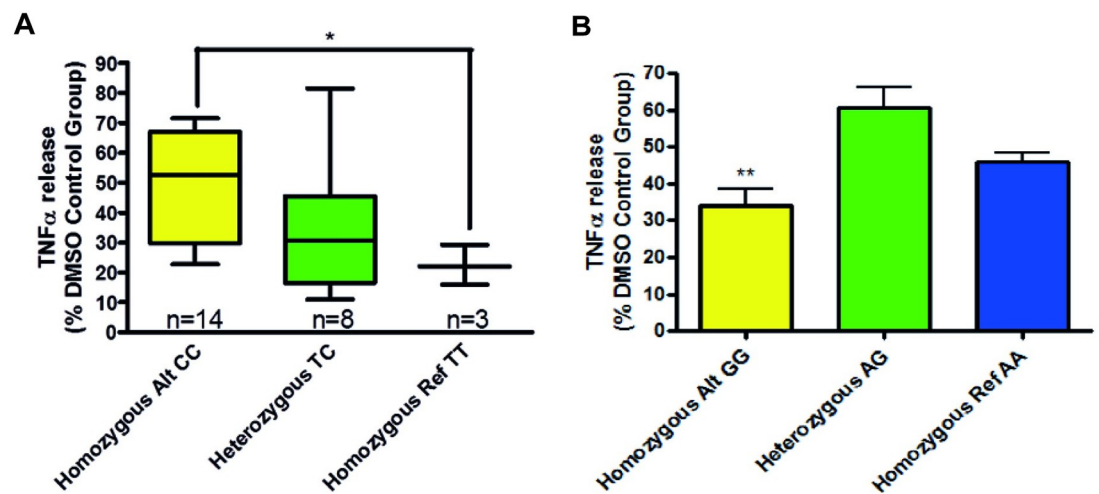 A
*
TNFα release
(% DMSO Control Group)
90
80
70
60
50
40
30
20
10
0
n=14
n=8
n=3
Homozygous Alt CC
Heterozygous TC
Homozygous Ref TT
B
**
TNFα release
(% DMSO Control Group)
70
60
50
40
30
20
10
0
Homozygous Alt GG
Heterozygous AG
Homozygous Ref AA